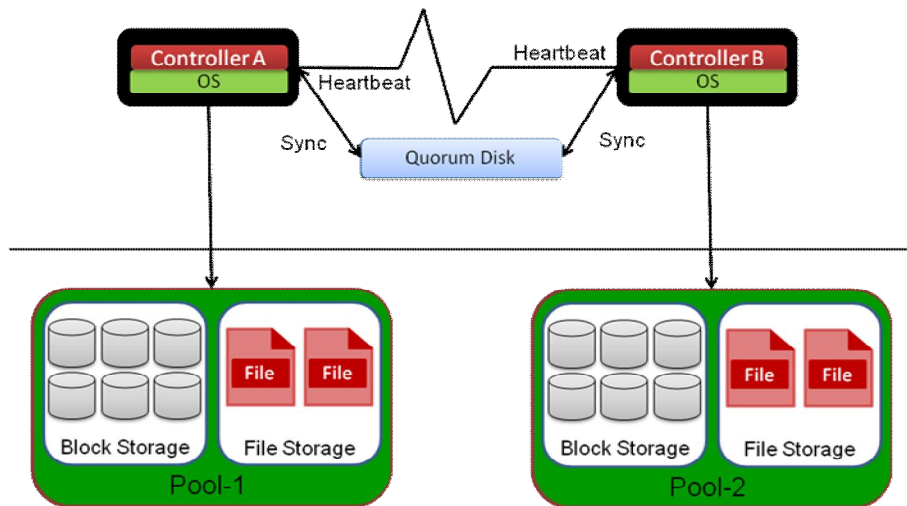 Controller A
OS
Heartbeat
Heartbeat
Controller B
OS
Sync
Quorum Disk
Sync
File
File
Block Storage
File Storage
Pool-1
File
File
Block Storage
File Storage
Pool-2